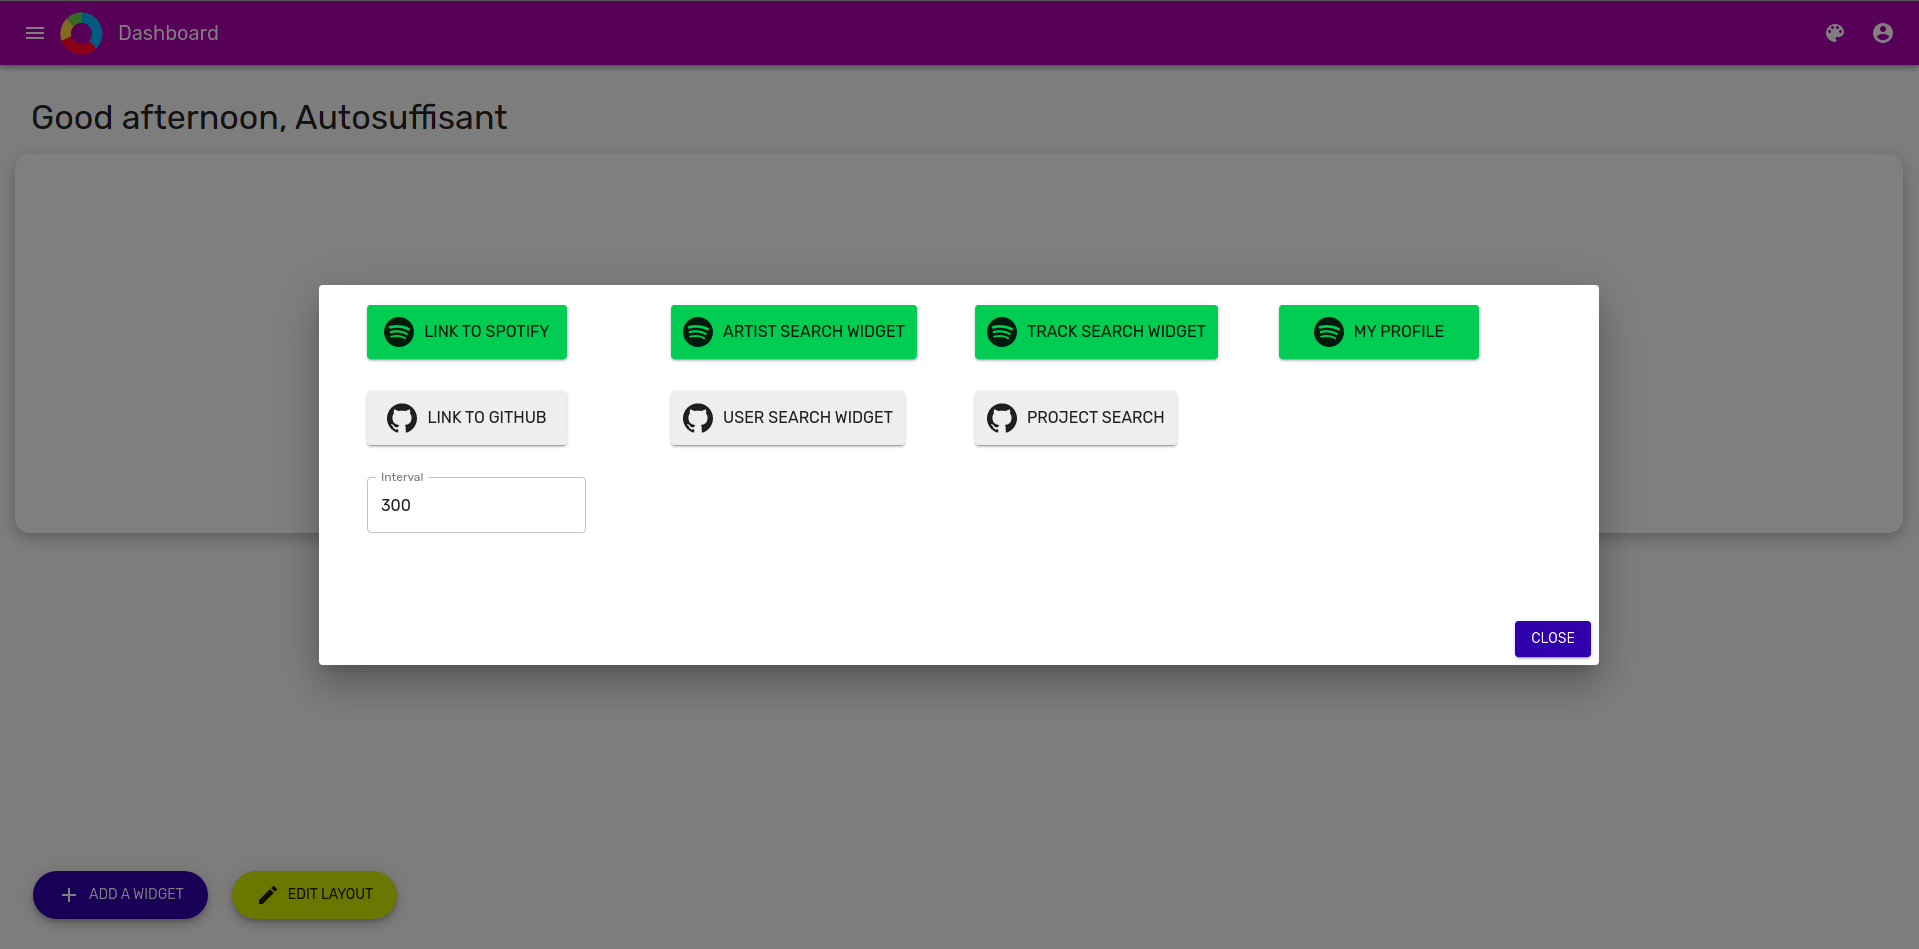 Dashboard
Good afternoon, Autosuffisant
LINK TO SPOTIFY
ARTIST SEARCH WIDGET
TRACK SEARCH WIDGET
MY PROFILE
LINK TO GITHUB
USER SEARCH WIDGET
PROJECT SEARCH
Interval
300
CLOSE
ADD A WIDGET
EDIT LAYOUT